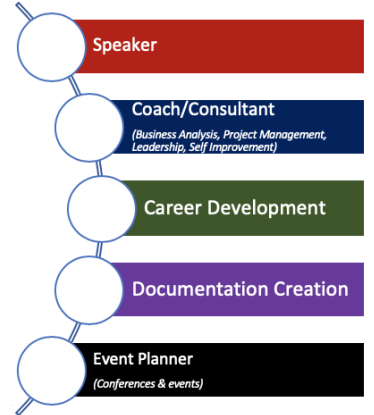 Speaker
Coach/Consultant
(Business Analysis, Project Management,
Leadership, Self Improvement)
Career Development
Documentation Creation
Event Planner
(Conferences & events)